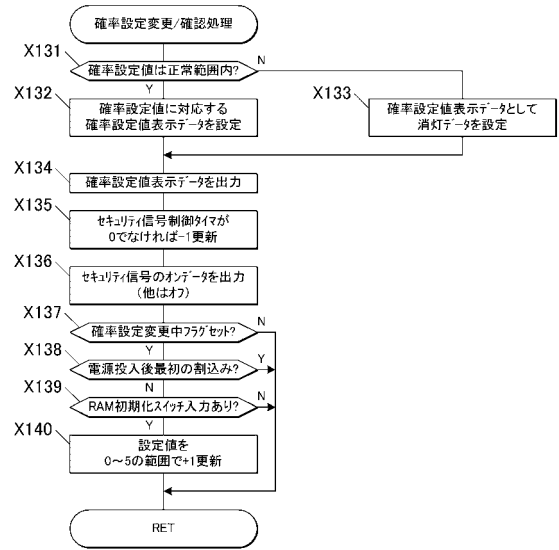 確率設定変更/確認処理
X131
確率設定値は正常範囲内?
N
Y
X132
確率設定値に対応する
確率設定値表示データを設定
X133
確率設定値表示データとして
消灯データを設定
X134
確率設定値表示データを出力
X135
セキュリティ信号制御タイマが
0でなければ-1更新
X136
セキュリティ信号のオンデータを出力
(他はオフ)
X137
確率設定変更中フラグセット?
N
Y
X138
電源投入後最初の割込み?
Y
N
X139
RAM初期化スイッチ入力あり?
N
Y
X140
設定値を
0～5の範囲で+1更新
RET